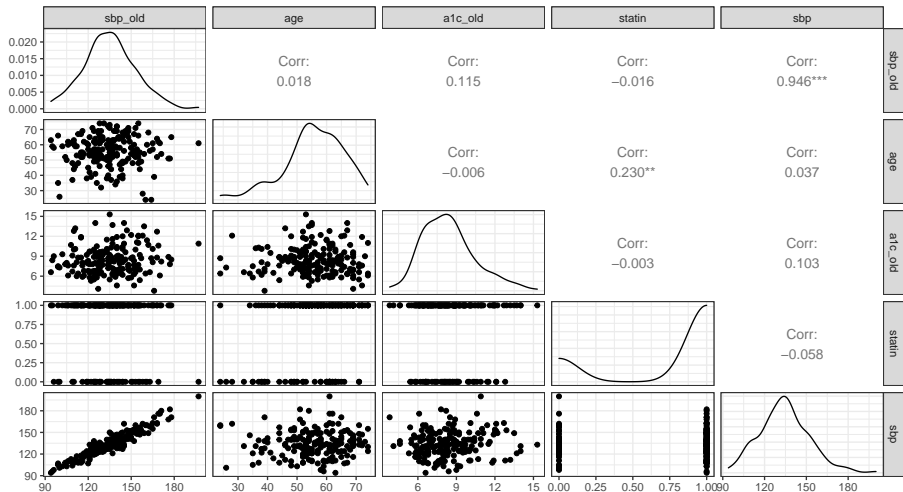 sbp_old age a1c_old statin sbp
0.020
0.015
0.010
0.005
0.000
Corr:
0.018
Corr:
0.115
Corr:
−0.016
Corr:
0.946***
sbp_old
70
60
50
40
30
Corr:
−0.006
Corr:
0.230**
Corr:
0.037
age
15
12
9
6
3
Corr:
−0.003
Corr:
0.103
a1c_old
1.00
0.75
0.50
0.25
0.00
Corr:
−0.058
statin
180
150
120
90
sbp
90 120 150 180 30 40 50 60 70 6 9 12 15 0.00 0.25 0.50 0.75 1.00 90 120 150 180